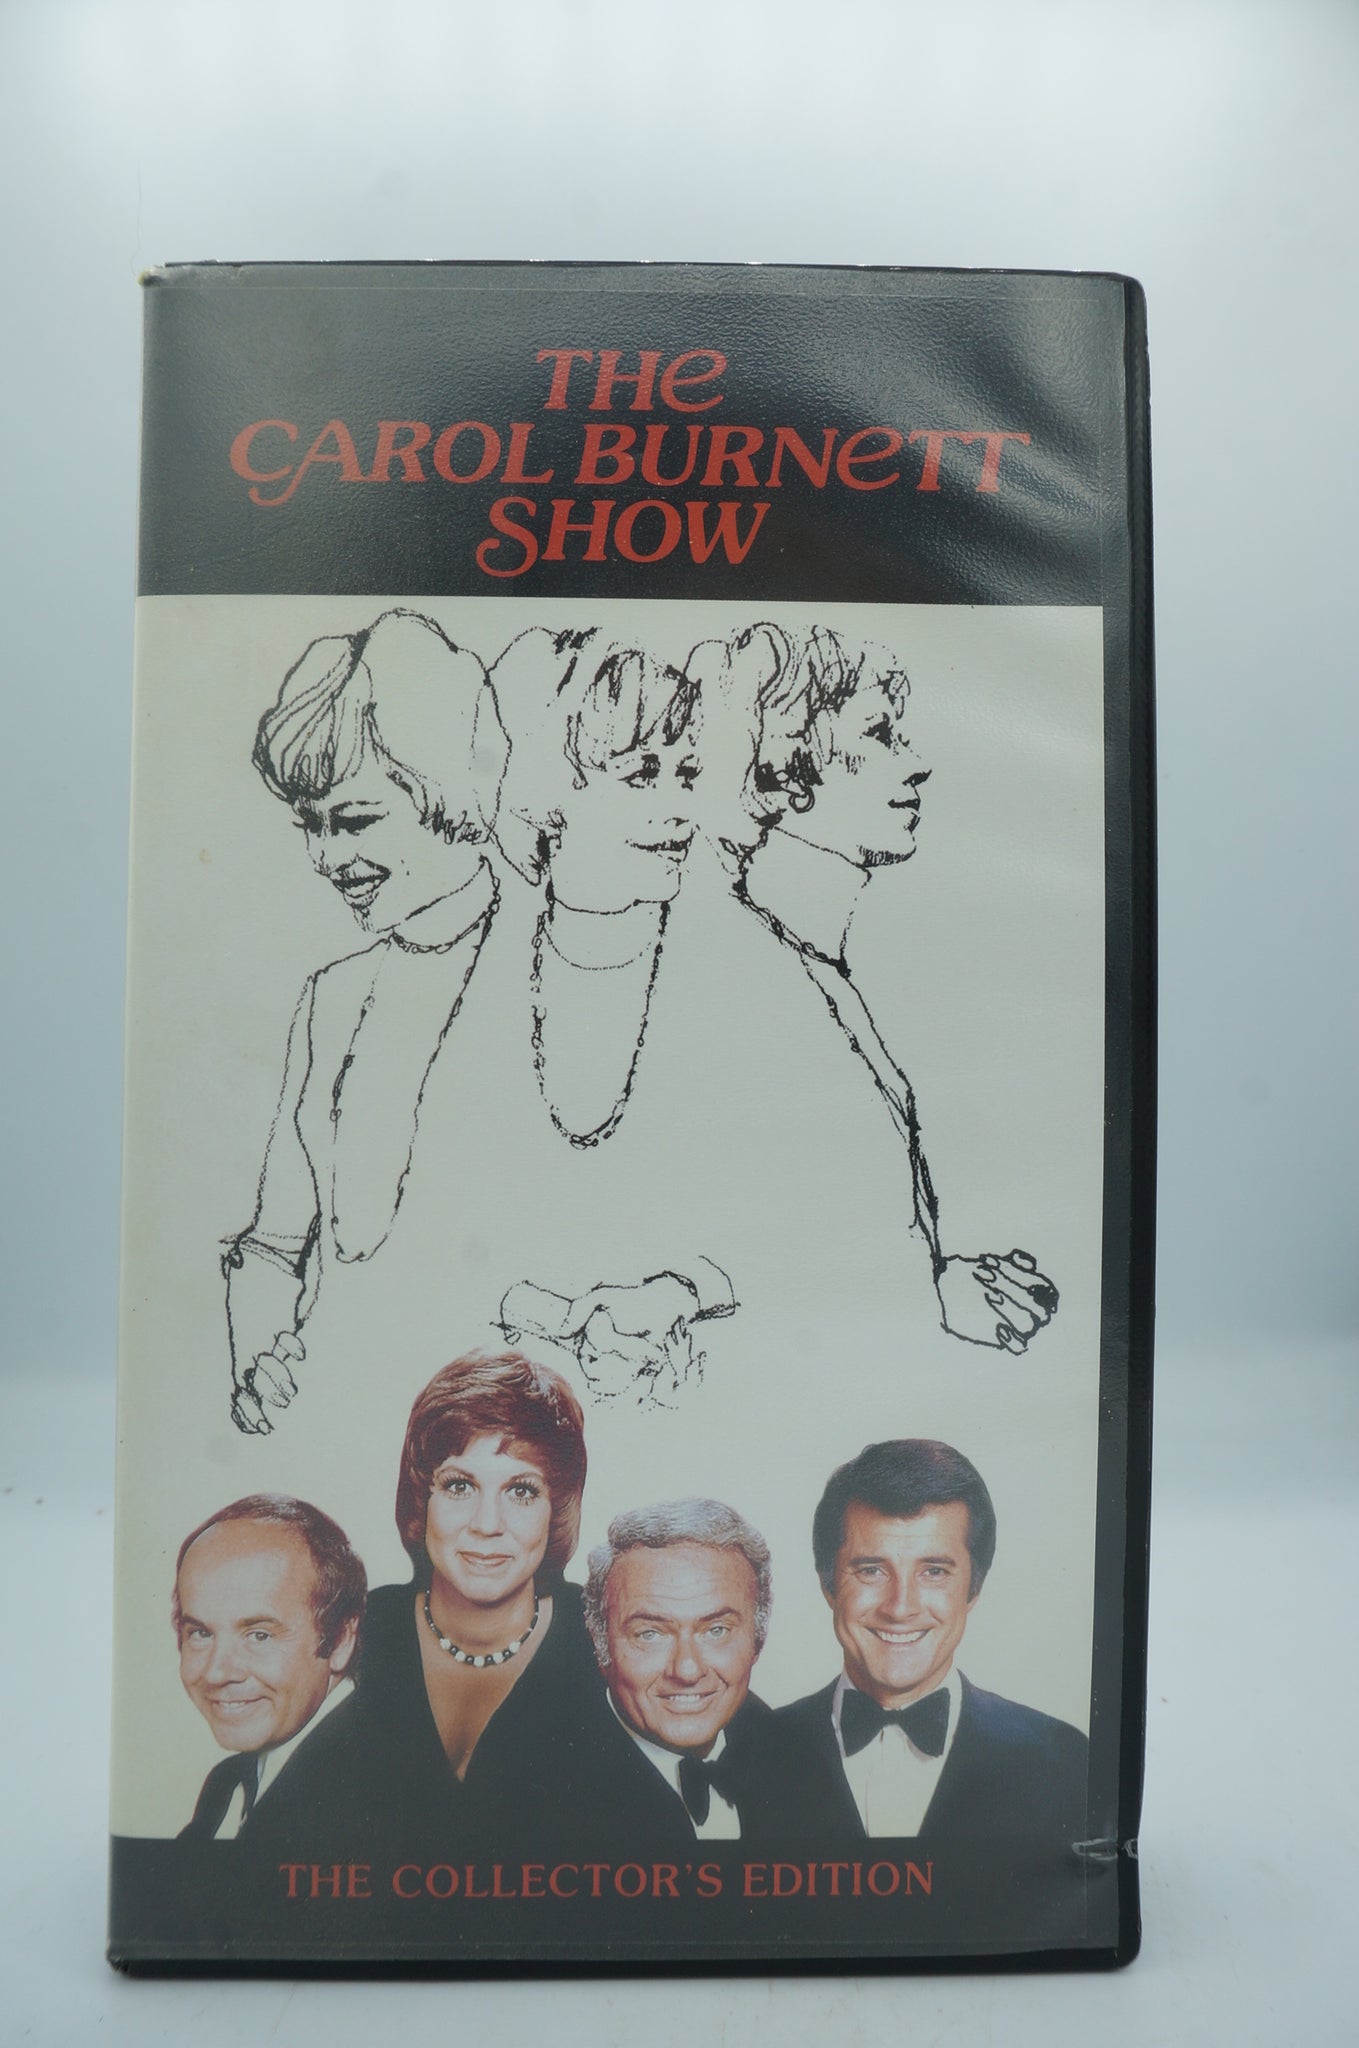 THE
CAROL BURNETT
SHOW
THE COLLECTOR'S EDITION